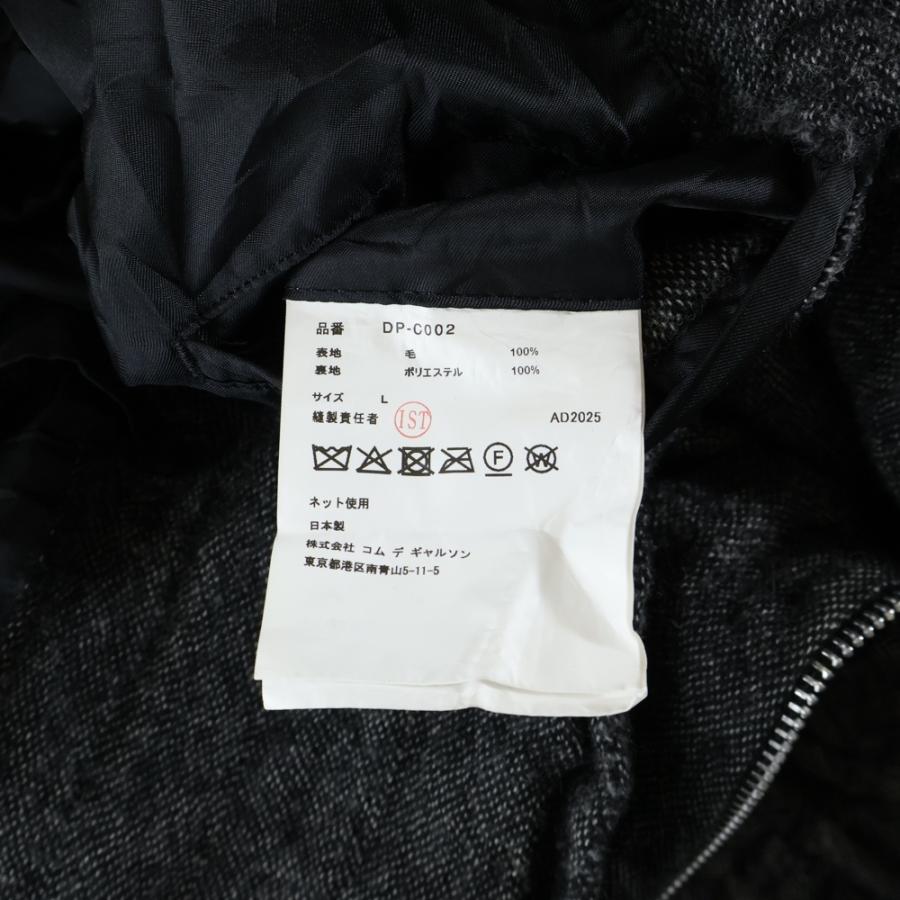 品番 DP-C002
表地 毛 100%
裏地 ポリエステル 100%
サイズ L
縫製責任者 IST AD2025
F W
ネット使用
日本製
株式会社 コム デ ギャルソン
東京都港区南青山5-11-5